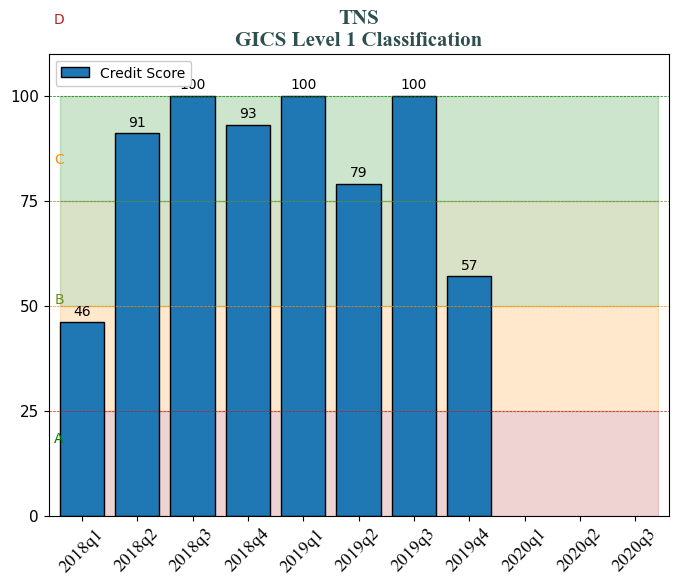 D
TNS
GICS Level 1 Classification
Credit Score
100
100
100
100
93
91
C
79
75
57
B
50
46
25
A
0
2018q1
2018q2
2018q3
2018q4
2019q1
2019q2
2019q3
2019q4
2020q1
2020q2
2020q3